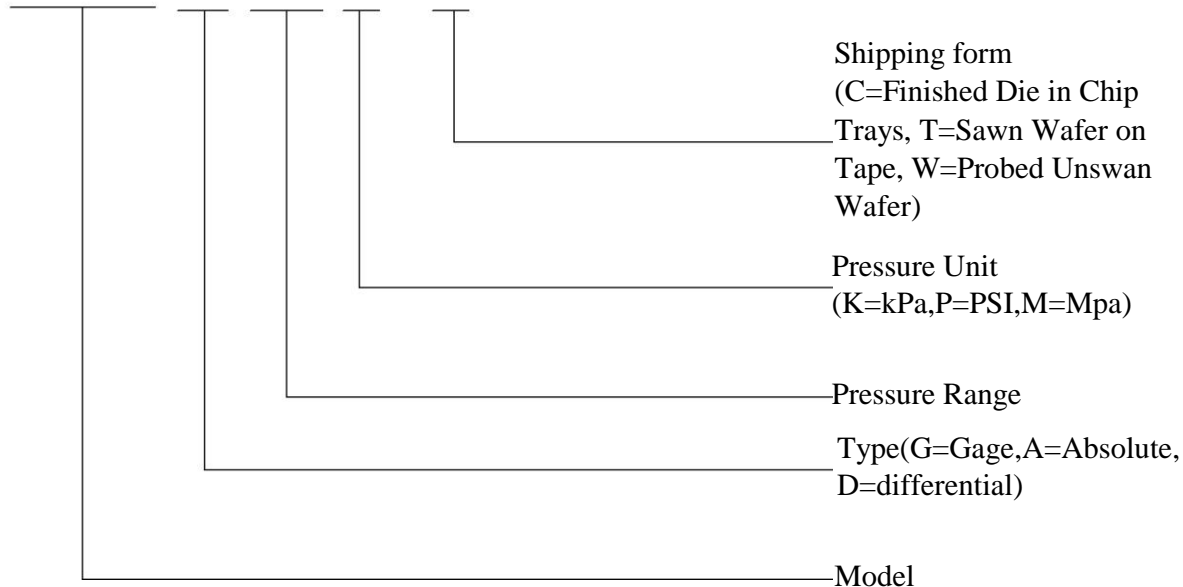 Shipping form
(C=Finished Die in Chip
Trays, T=Sawn Wafer on
Tape, W=Probed Unswan
Wafer)
Pressure Unit
(K=kPa,P=PSI,M=Mpa)
Pressure Range
Type(G=Gage,A=Absolute,
D=differential)
Model